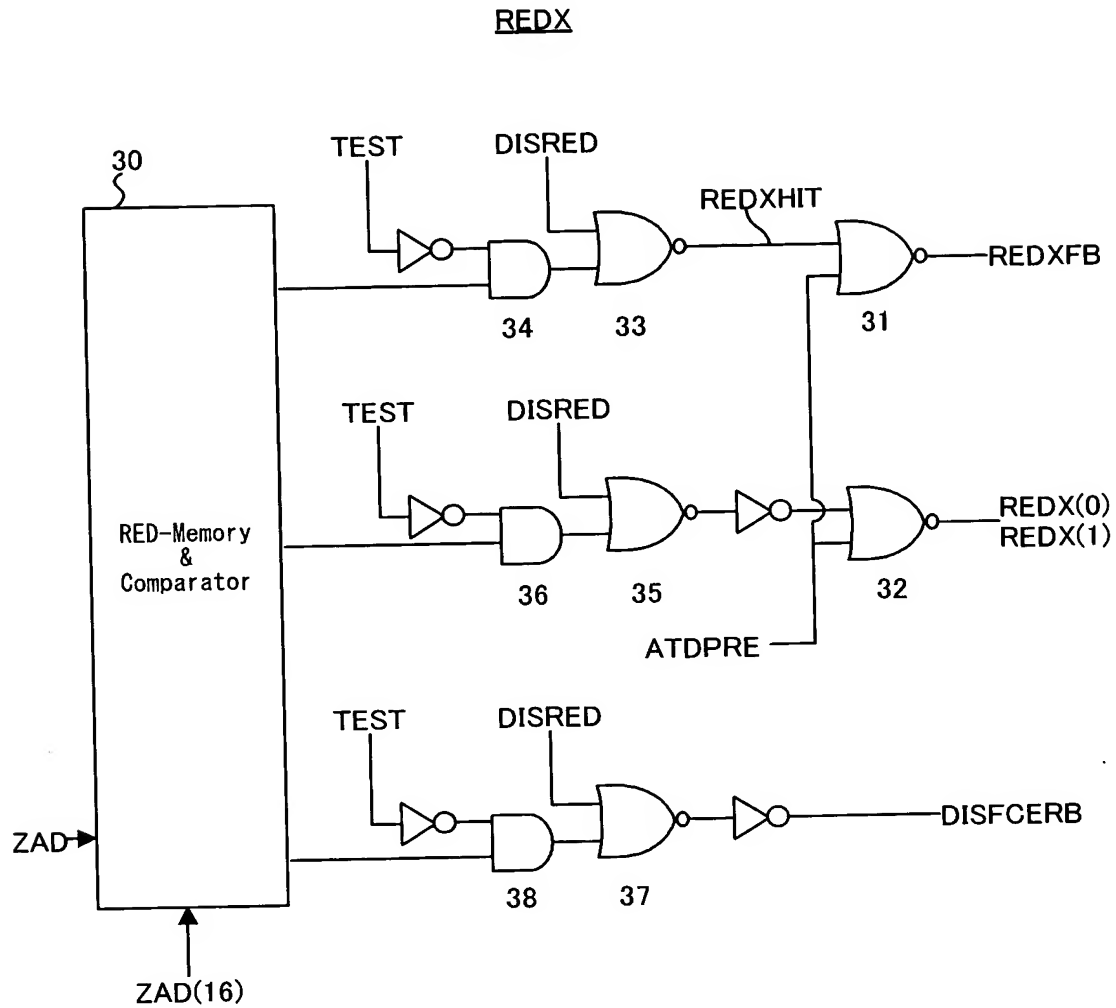 REDX
30
TEST
DISRED
REDXHIT
REDXFB
34
33
31
TEST
DISRED
RED-Memory
&
Comparator
REDX(0)
REDX(1)
36
35
32
ATDPRE
TEST
DISRED
ZAD
DISFCERB
38
37
ZAD(16)